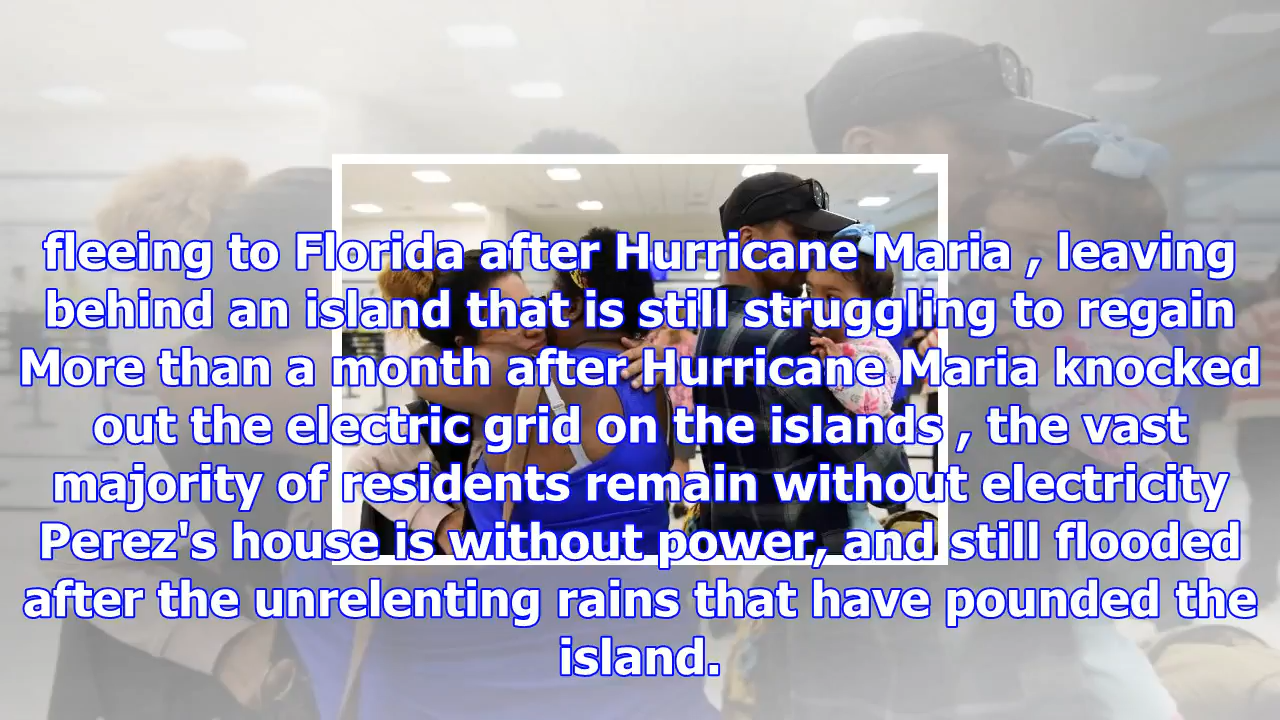 fleeing to Florida after Hurricane Maria , leaving
behind an island that is still struggling to regain
More than a month after Hurricane Maria knocked
out the electric grid on the islands , the vast
majority of residents remain without electricity
Perez's house is without power, and still flooded
after the unrelenting rains that have pounded the
island.